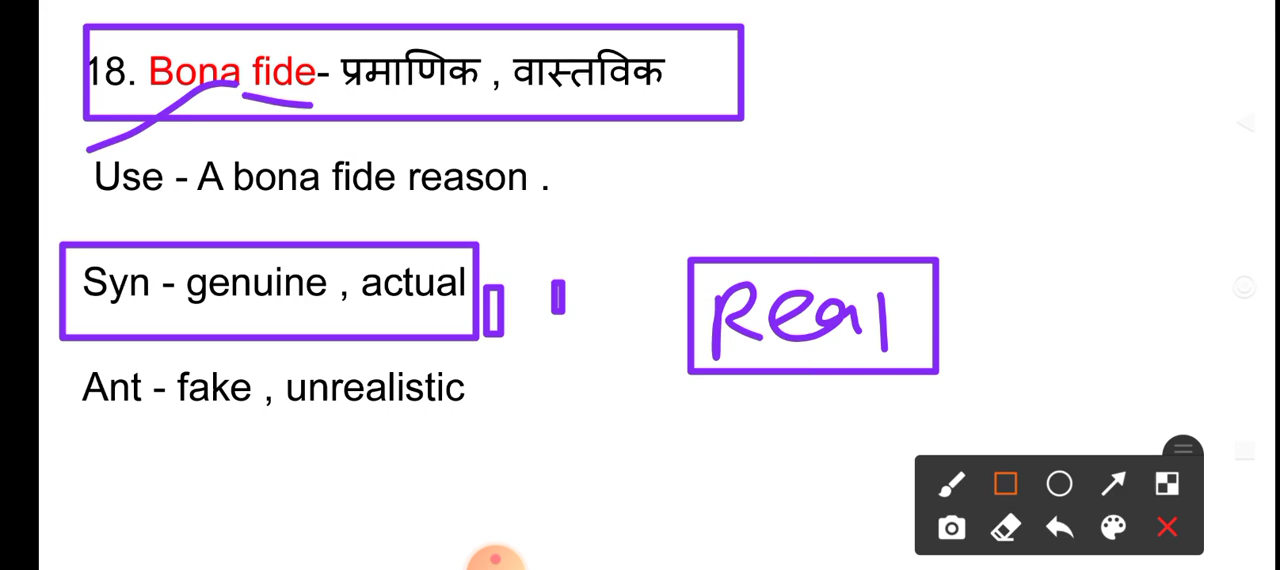 18. Bona fide- प्रमाणिक , वास्तविक
Use - A bona fide reason .
Syn - genuine , actual
Real
Ant - fake , unrealistic